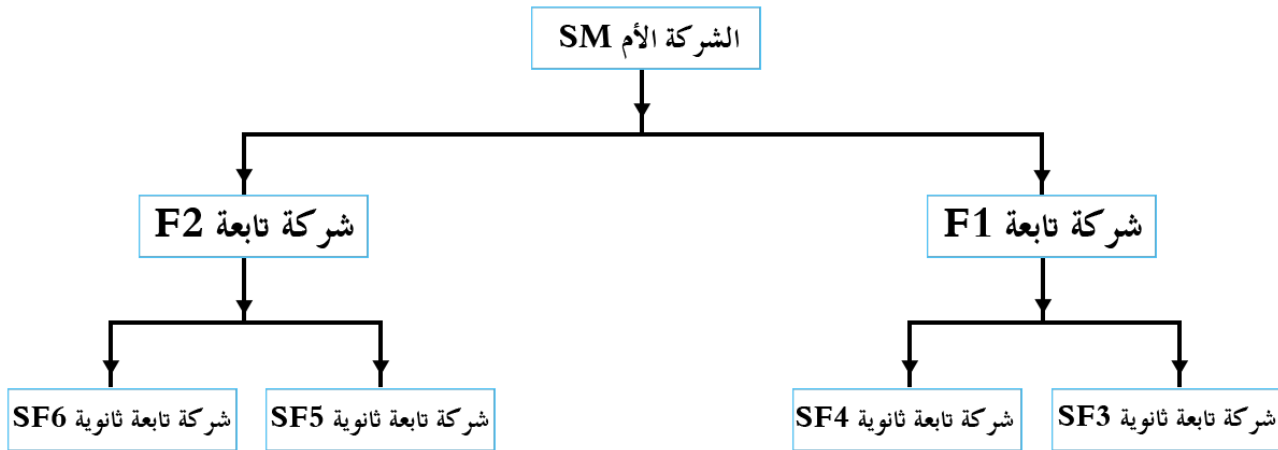 الشركة الأم SM
شركة تابعة F1
شركة تابعة F2
شركة تابعة ثانوية SF3
شركة تابعة ثانوية SF4
شركة تابعة ثانوية SF5
شركة تابعة ثانوية SF6